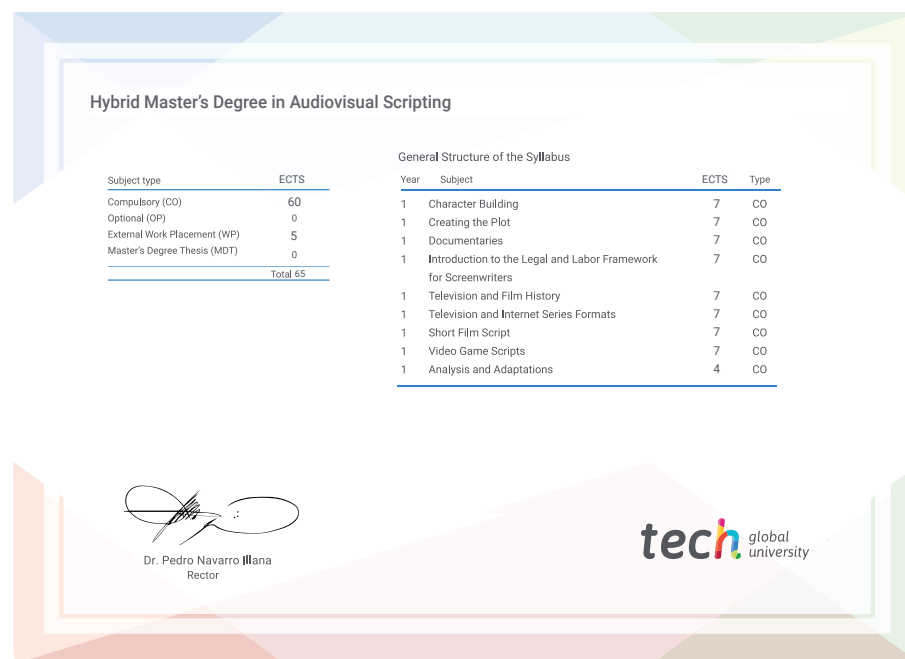 Hybrid Master's Degree in Audiovisual Scripting
General Structure of the Syllabus
Subject type ECTS
Compulsory (CO) 60
Optional (OP) 0
External Work Placement (WP) 5
Master's Degree Thesis (MDT) 0
Total 65
Year Subject ECTS Type
1 Character Building 7 CO
1 Creating the Plot 7 CO
1 Documentaries 7 CO
1 Introduction to the Legal and Labor Framework 7 CO
for Screenwriters
1 Television and Film History 7 CO
1 Television and Internet Series Formats 7 CO
1 Short Film Script 7 CO
1 Video Game Scripts 7 CO
1 Analysis and Adaptations 4 CO
Dr. Pedro Navarro Illana
Rector
tech global
university